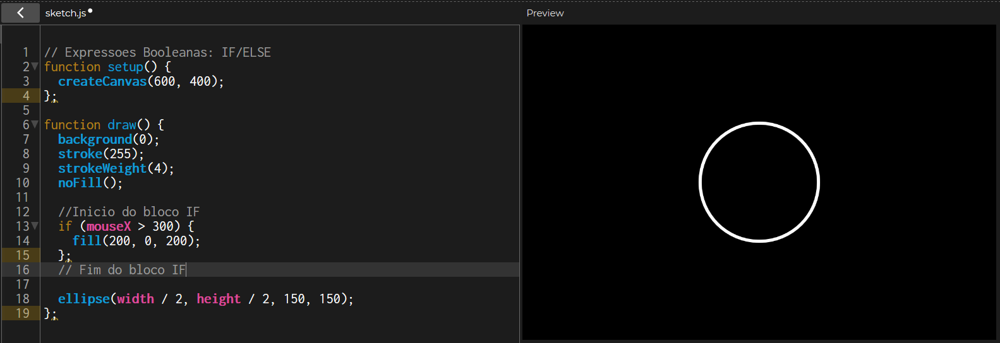 sketch.js
Preview
1 // Expressoes Booleanas: IF/ELSE
2 function setup() {
3 createCanvas(600, 400);
4 };
5
6 function draw() {
7 background(0);
8 stroke(255);
9 strokeWeight(4);
10 noFill();
11
12 //Inicio do bloco IF
13 if (mouseX > 300) {
14 fill(200, 0, 200);
15 };
16 // Fim do bloco IF
17
18 ellipse(width / 2, height / 2, 150, 150);
19 };